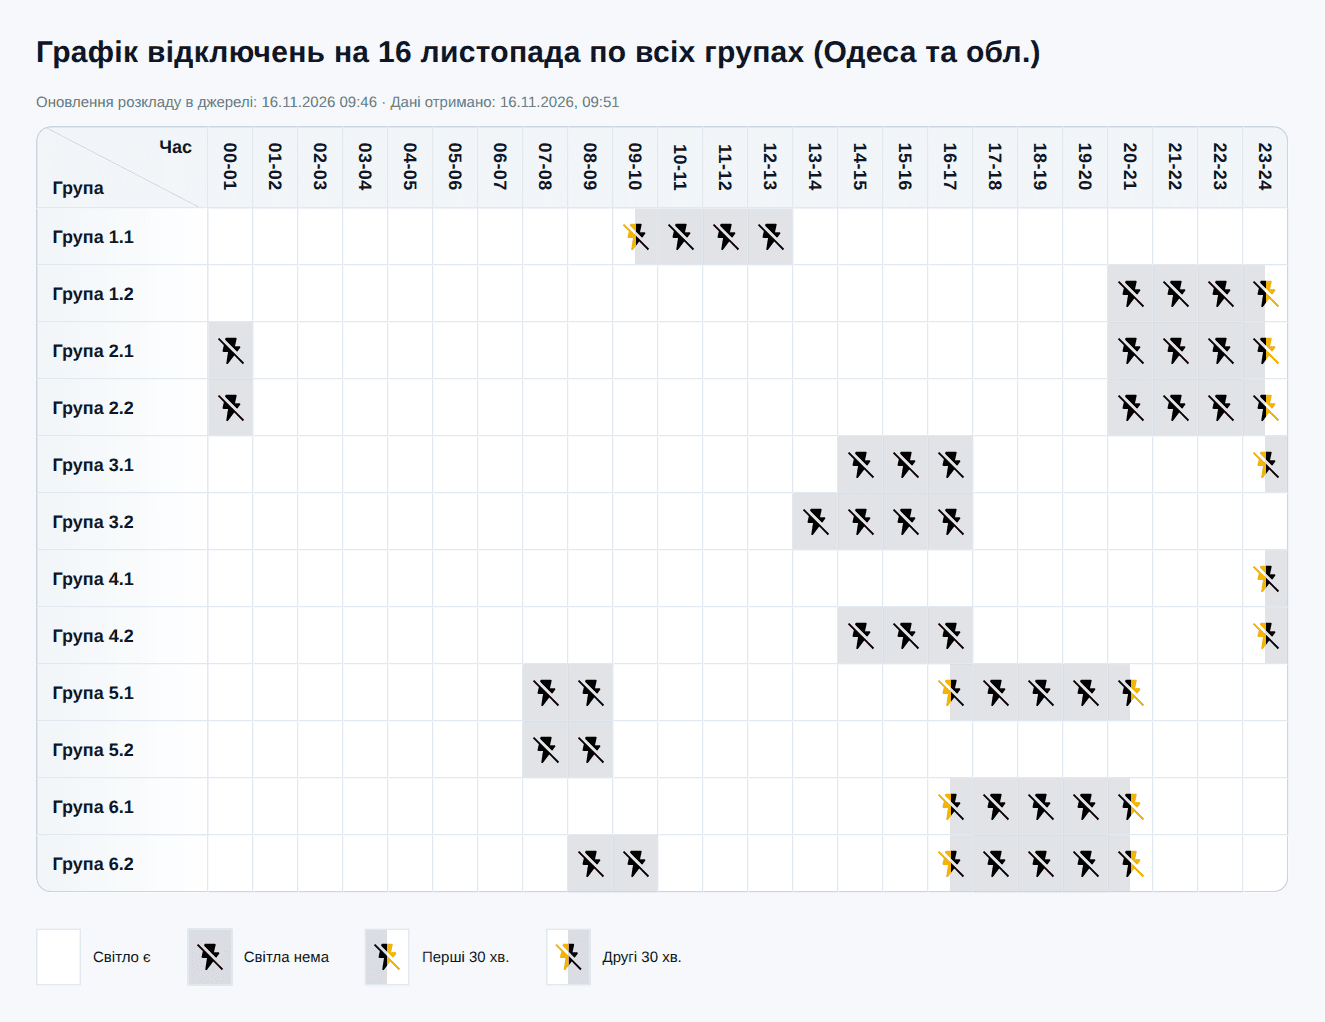 Графік відключень на 16 листопада по всіх групах (Одеса та обл.)
Оновлення розкладу в джерелі: 16.11.2026 09:46 · Дані отримано: 16.11.2026, 09:51
Час
Група
00-01 01-02 02-03 03-04 04-05 05-06 06-07 07-08 08-09 09-10 10-11 11-12 12-13 13-14 14-15 15-16 16-17 17-18 18-19 19-20 20-21 21-22 22-23 23-24
Група 1.1
Група 1.2
Група 2.1
Група 2.2
Група 3.1
Група 3.2
Група 4.1
Група 4.2
Група 5.1
Група 5.2
Група 6.1
Група 6.2
Світло є Світла нема Перші 30 хв. Другі 30 хв.